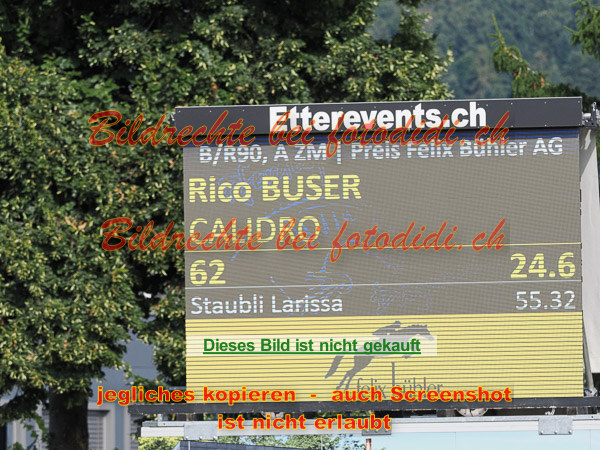 Etterevents.ch
Bildrechte bei fotodidi.ch
B/R90, A ZM | Preis Felix Bühler AG
Rico BUSER
CALIDRO
Bildrechte bei fotodidi.ch
62 24.6
Staubli Larissa 55.32
Dieses Bild ist nicht gekauft
felix bühler
jegliches kopieren - auch Screenshot
ist nicht erlaubt